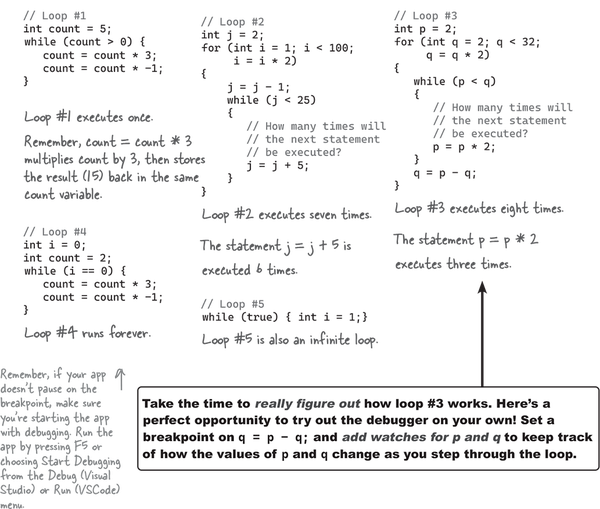 // Loop #1
int count = 5;
while (count > 0) {
count = count * 3;
count = count * -1;
}
Loop #1 executes once.
Remember, count = count * 3
multiplies count by 3, then stores
the result (15) back in the same
count variable.
// Loop #4
int i = 0;
int count = 2;
while (i == 0) {
count = count * 3;
count = count * -1;
}
Loop #4 runs forever.
// Loop #2
int j = 2;
for (int i = 1; i < 100;
i = i * 2)
{
j = j - 1;
while (j < 25)
{
// How many times will
// the next statement
// be executed?
j = j + 5;
}
}
Loop #2 executes seven times.
The statement j = j + 5 is
executed 6 times.
// Loop #5
while (true) { int i = 1;}
Loop #5 is also an infinite loop.
// Loop #3
int p = 2;
for (int q = 2; q < 32;
q = q * 2)
{
while (p < q)
{
// How many times will
// the next statement
// be executed?
p = p * 2;
}
q = p - q;
}
Loop #3 executes eight times.
The statement p = p * 2
executes three times.
Remember, if your app
doesn't pause on the
breakpoint, make sure
you're starting the app
with debugging. Run the
app by pressing F5 or
choosing Start Debugging
from the Debug (Visual
Studio) or Run (VSCode)
menu.
Take the time to really figure out how loop #3 works. Here's a
perfect opportunity to try out the debugger on your own! Set a
breakpoint on q = p - q; and add watches for p and q to keep track
of how the values of p and q change as you step through the loop.